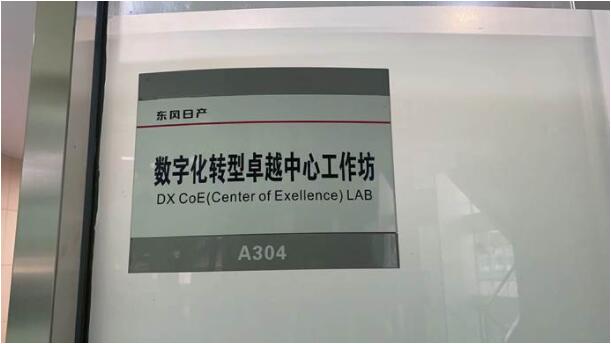 东风日产
数字化转型卓越中心工作坊
DX CoE(Center of Exellence) LAB
A304